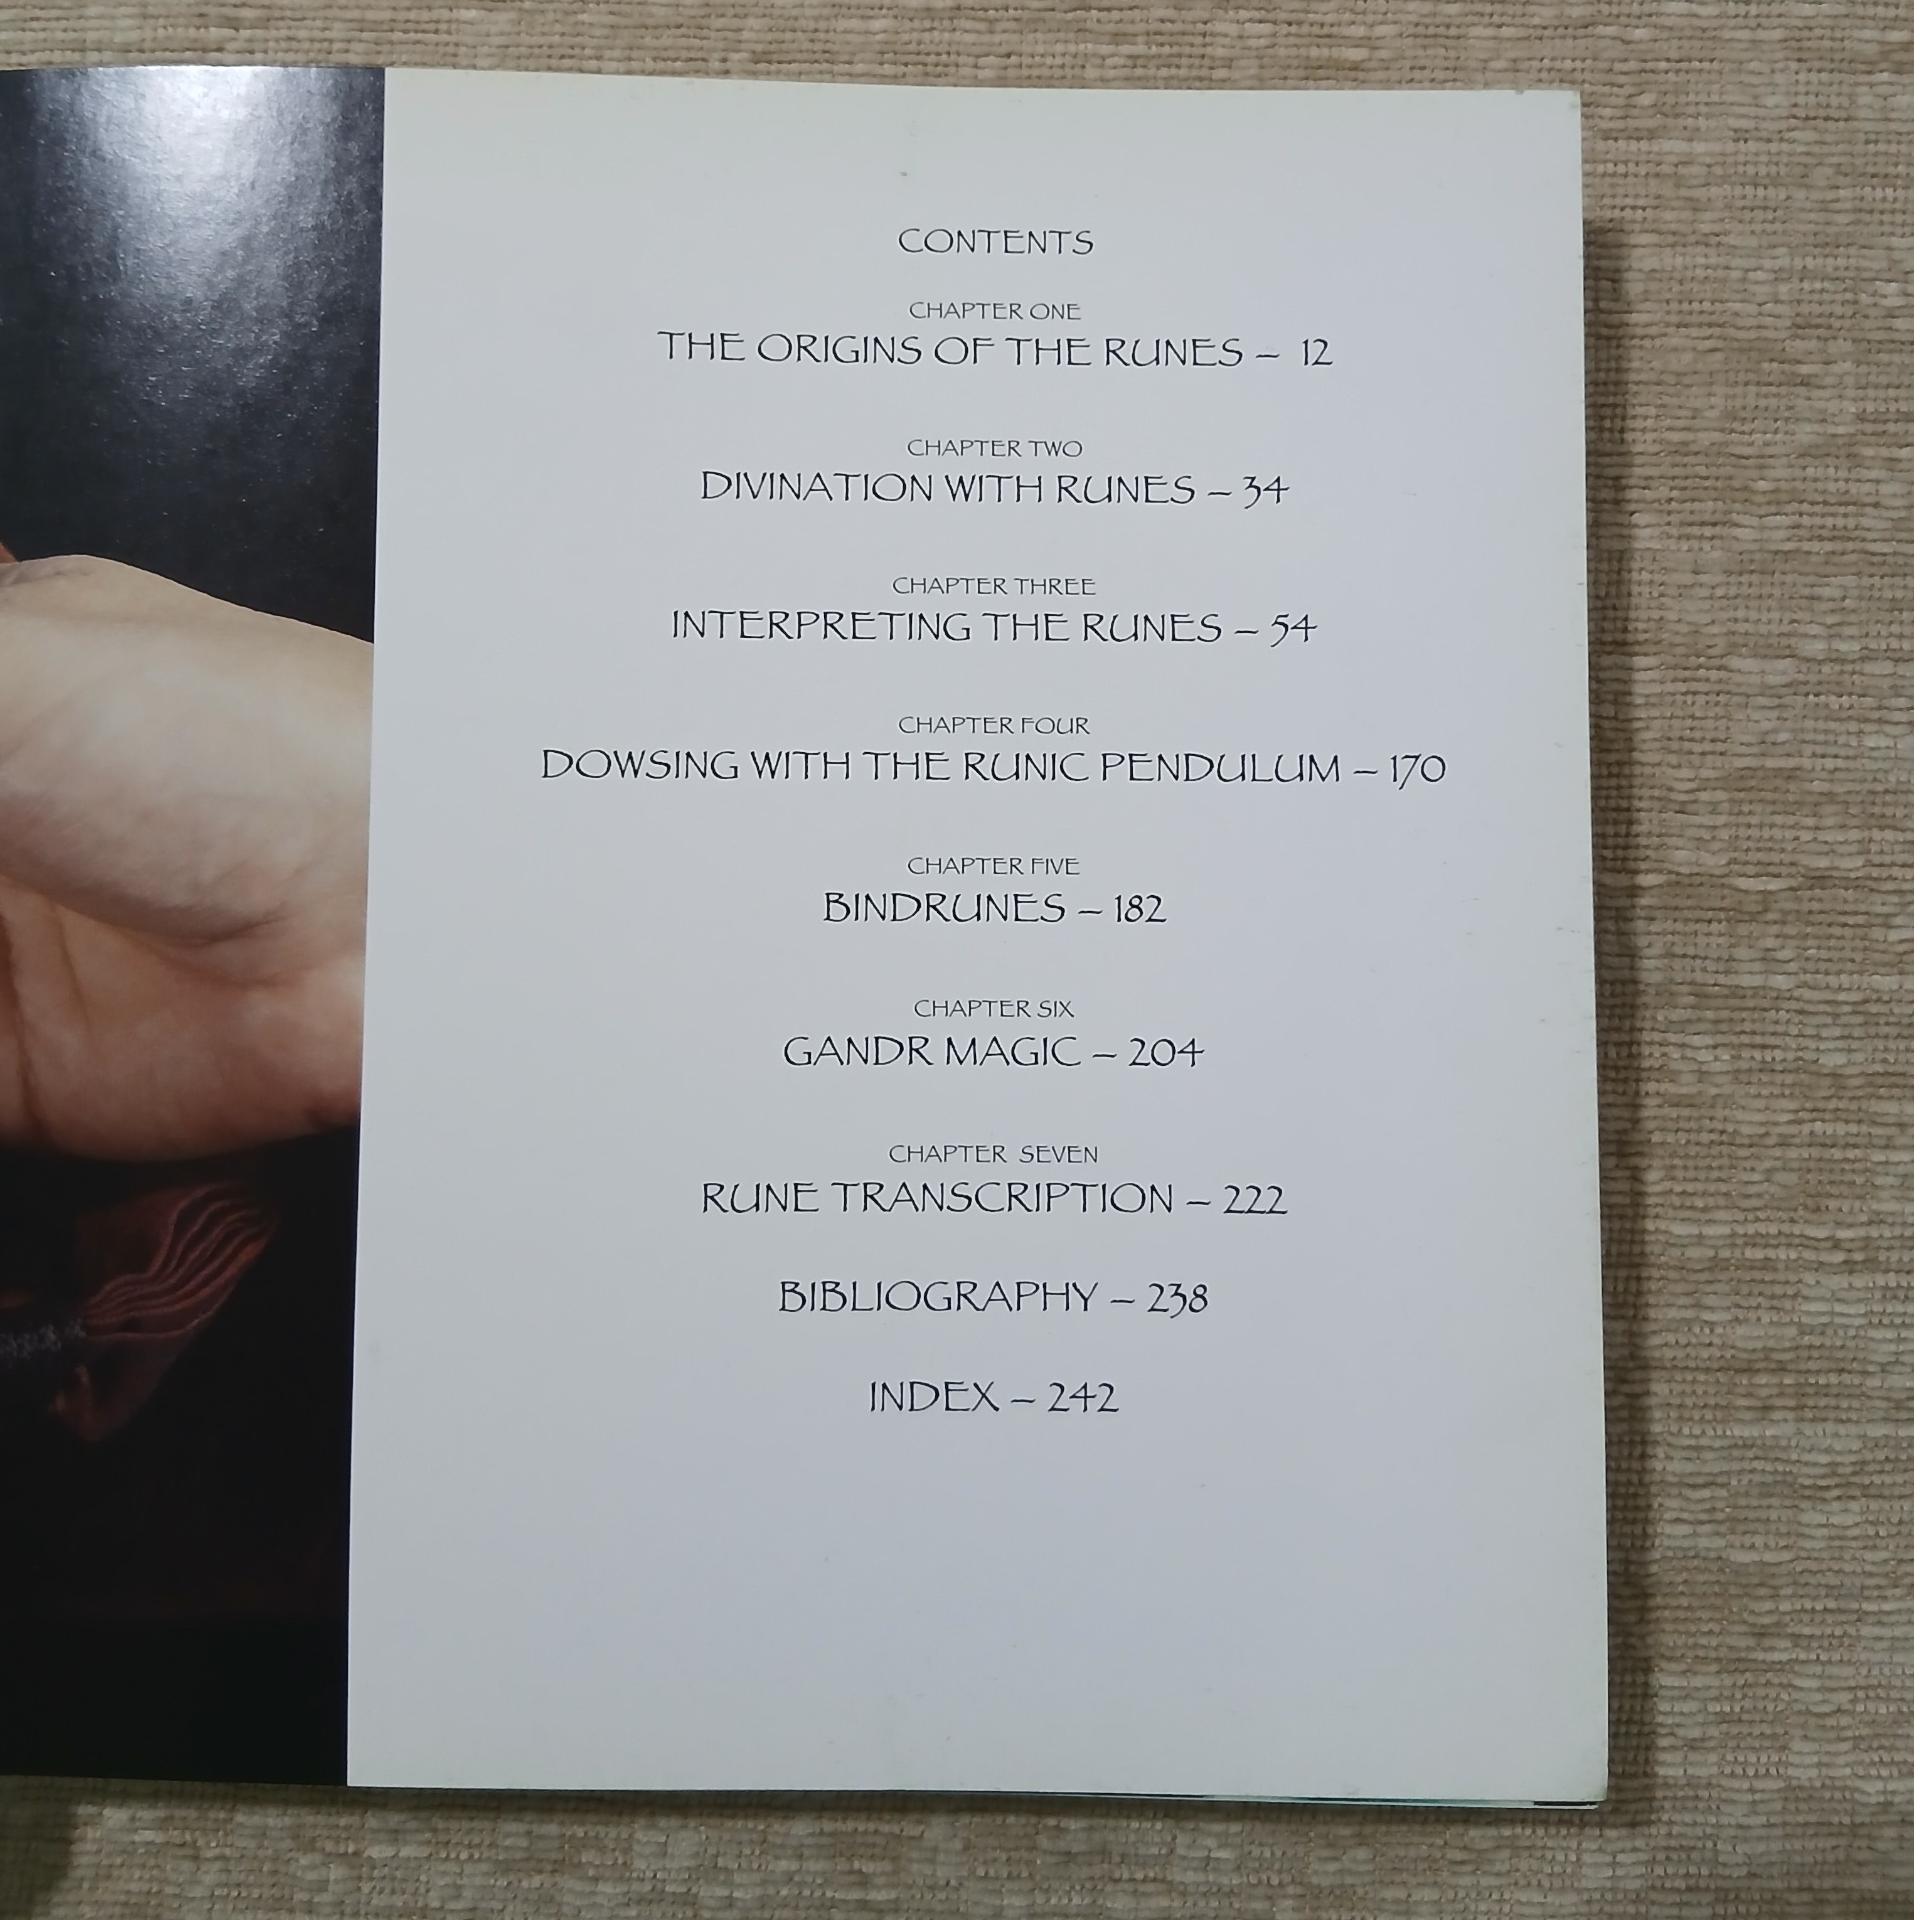 CONTENTS
CHAPTER ONE
THE ORIGINS OF THE RUNES – 12
CHAPTER TWO
DIVINATION WITH RUNES – 34
CHAPTER THREE
INTERPRETING THE RUNES – 54
CHAPTER FOUR
DOWSING WITH THE RUNIC PENDULUM – 170
CHAPTER FIVE
BINDRUNES – 182
CHAPTER SIX
GANDR MAGIC – 204
CHAPTER SEVEN
RUNE TRANSCRIPTION – 222
BIBLIOGRAPHY – 238
INDEX – 242